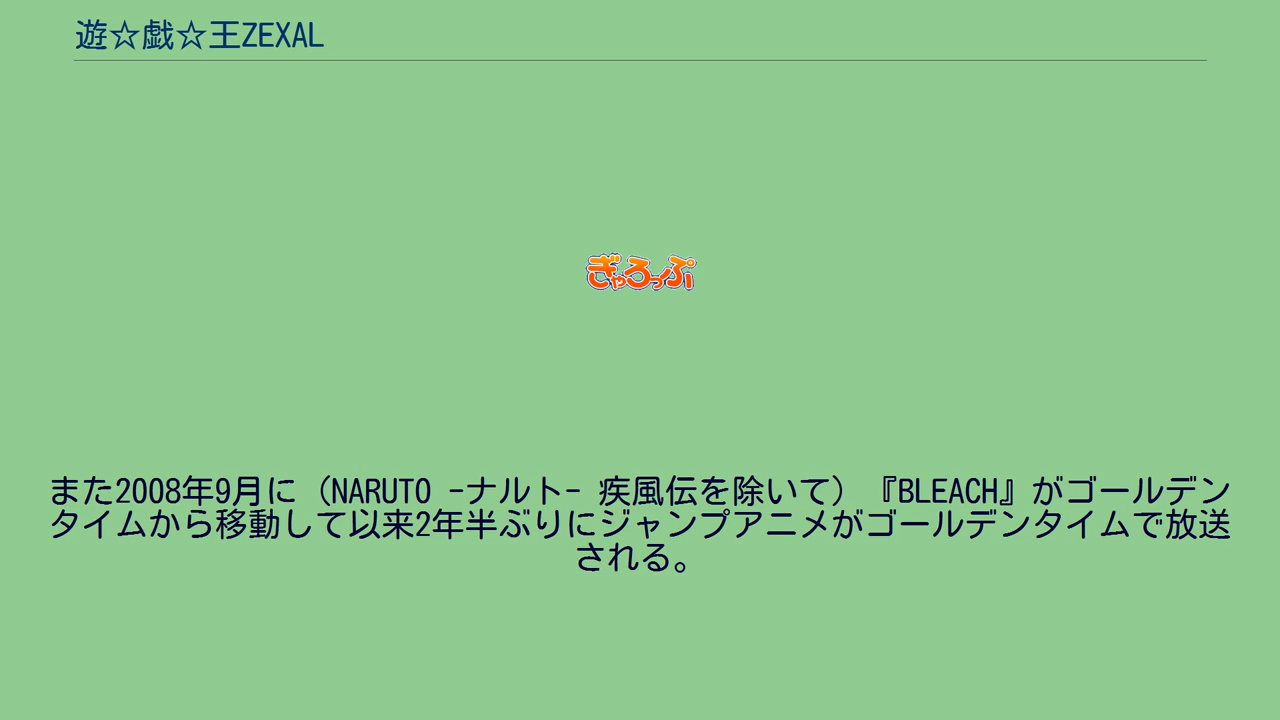 遊☆戯☆王ZEXAL
ぎゃろっぷ
また2008年9月に（NARUTO -ナルト- 疾風伝を除いて）『BLEACH』がゴールデン
タイムから移動して以来2年半ぶりにジャンプアニメがゴールデンタイムで放送
される。